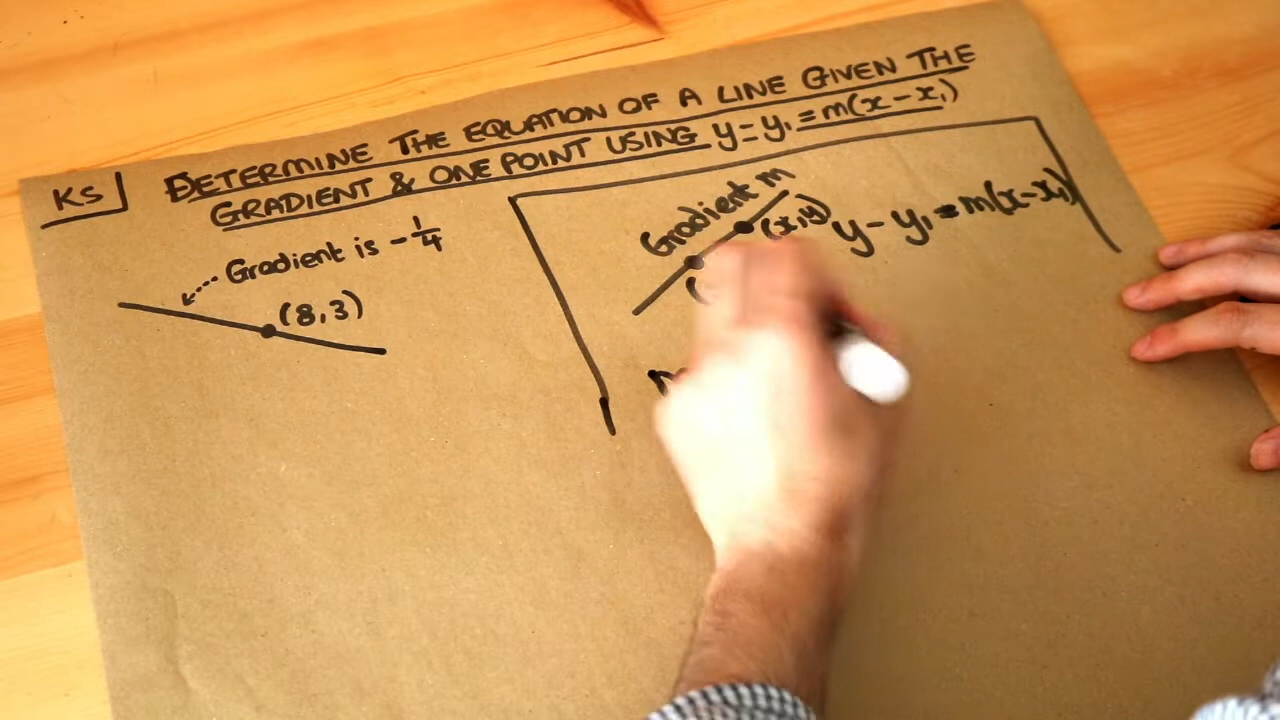 K5
DETERMINE THE EQUATION OF A LINE GIVEN THE
GRADIENT & ONE POINT USING y-y₁=m(x-x₁)
Gradient is -1/4
(8,3)
Gradient m
(x,y)
y-y₁=m(x-x₁)